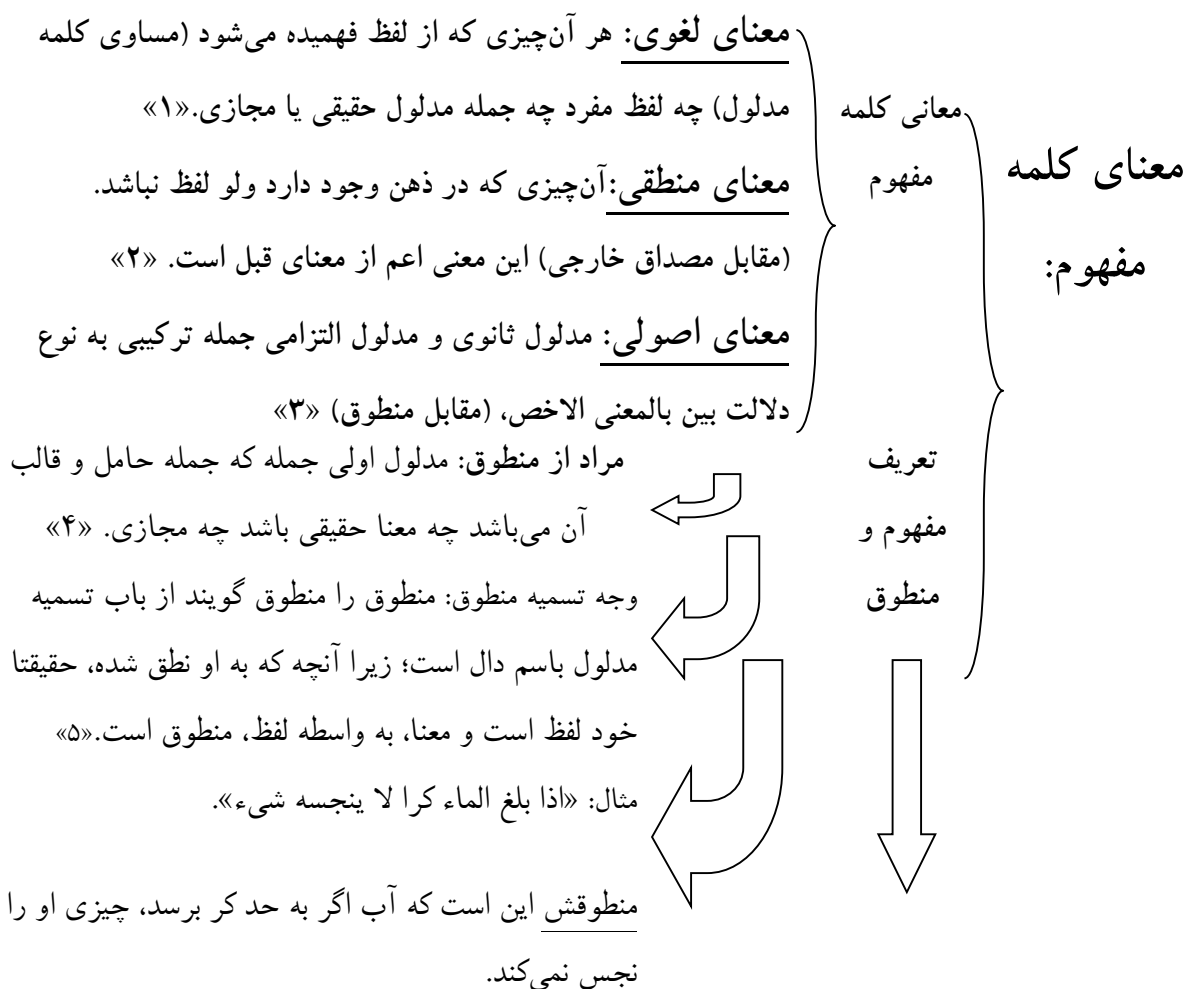 معنای کلمه
مفهوم:
معانی کلمه
مفهوم
معنای لغوی: هر آن‌چیزی که از لفظ فهمیده می‌شود (مساوی کلمه
مدلول) چه لفظ مفرد چه جمله مدلول حقیقی یا مجازی.«۱»
معنای منطقی:آن‌چیزی که در ذهن وجود دارد ولو لفظ نباشد.
(مقابل مصداق خارجی) این معنی اعم از معنای قبل است. «۲»
معنای اصولی: مدلول ثانوی و مدلول التزامی جمله ترکیبی به نوع
دلالت بین بالمعنی الاخص، (مقابل منطوق) «۳»
تعریف
مفهوم و
منطوق
مراد از منطوق: مدلول اولی جمله که جمله حامل و قالب
آن می‌باشد چه معنا حقیقی باشد چه مجازی. «۴»
وجه تسمیه منطوق: منطوق را منطوق گویند از باب تسمیه
مدلول باسم دال است؛ زیرا آنچه که به او نطق شده، حقیقتا
خود لفظ است و معنا، به واسطه لفظ، منطوق است.«۵»
مثال: «اذا بلغ الماء کرا لا ینجسه شیء».
منطوقش این است که آب اگر به حد کر برسد، چیزی او را
نجس نمی‌کند.